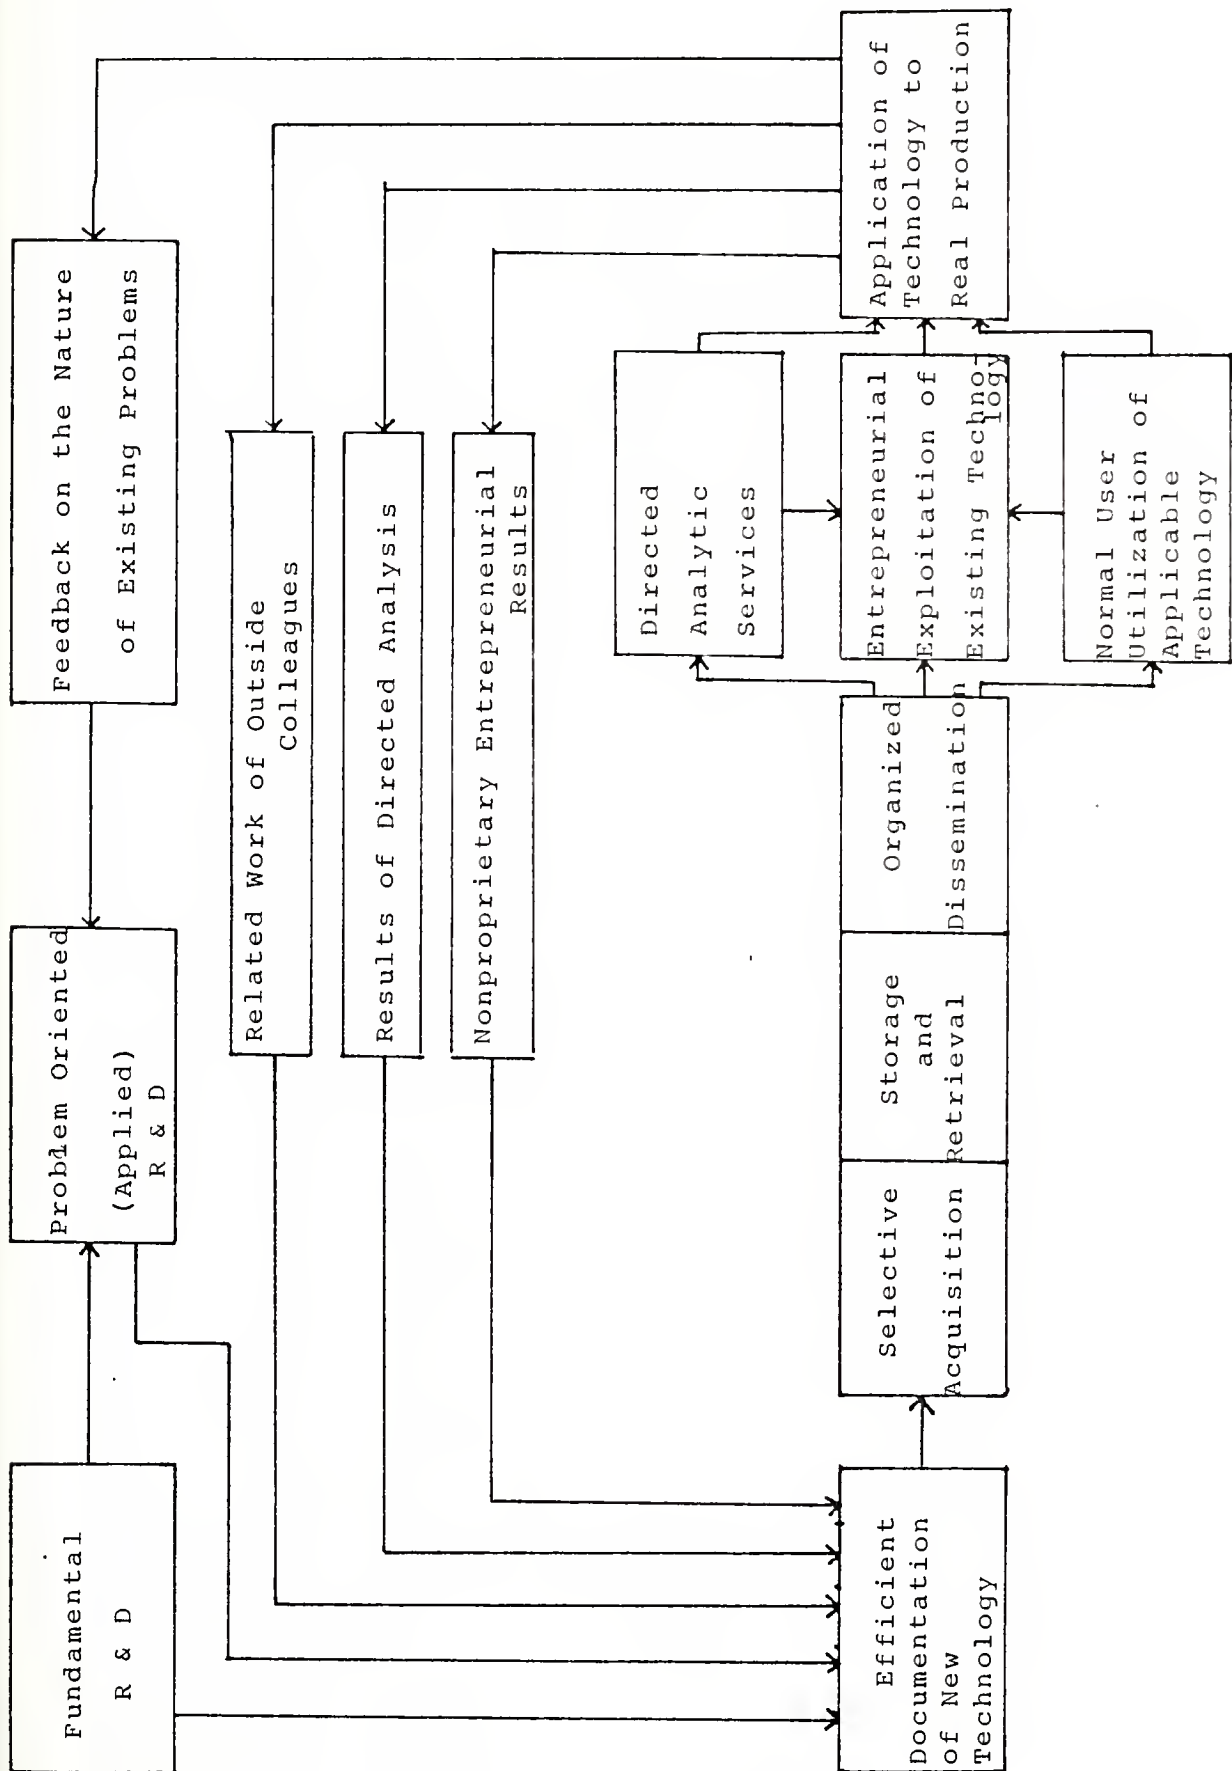 Fundamental
R & D
Problem Oriented
(Applied)
R & D
Feedback on the Nature
of Existing Problems
Related Work of Outside
Colleagues
Results of Directed Analysis
Nonproprietary Entrepreneurial
Results
Efficient
Documentation
of New
Technology
Selective
Acquisition
Storage
and
Retrieval
Organized
Dissemination
Directed
Analytic
Services
Entrepreneurial
Exploitation of
Existing Techno-
logy
Normal User
Utilization of
Applicable
Technology
Application of
Technology to
Real Production